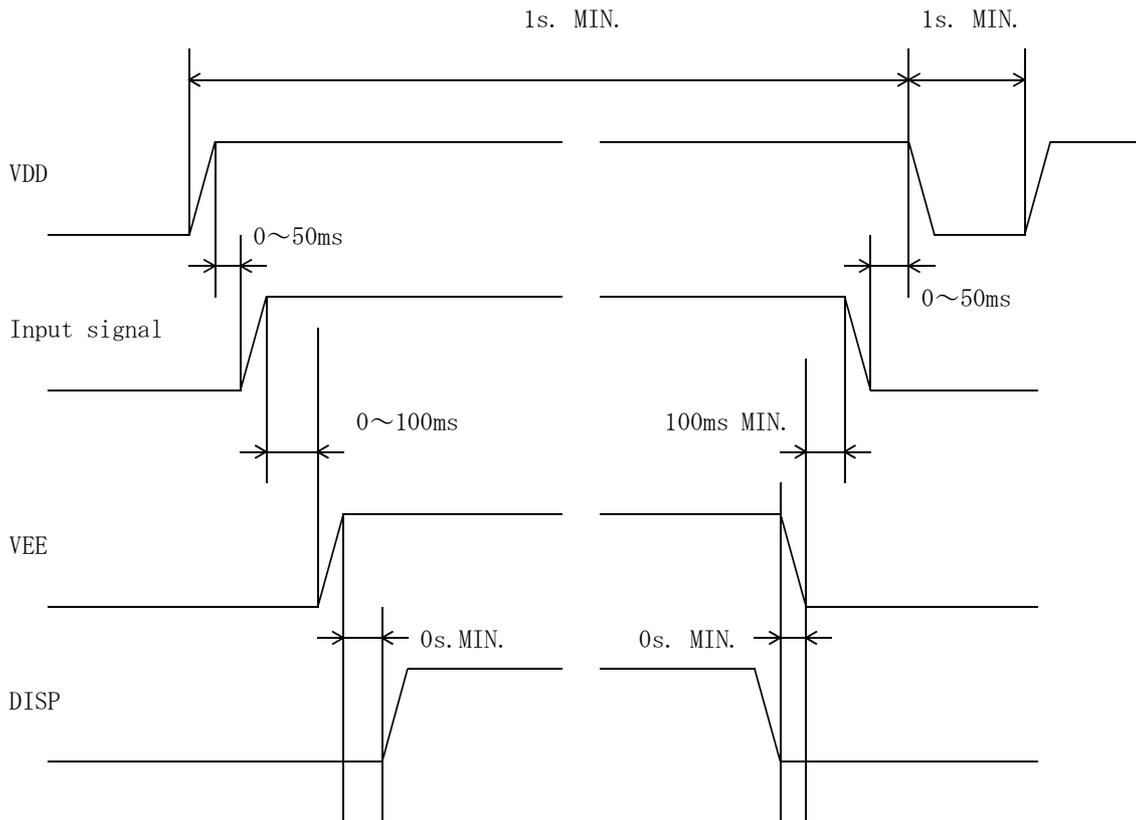 1s. MIN. 1s. MIN.
VDD
0～50ms
0～50ms
Input signal
0～100ms 100ms MIN.
VEE
0s. MIN. 0s. MIN.
DISP